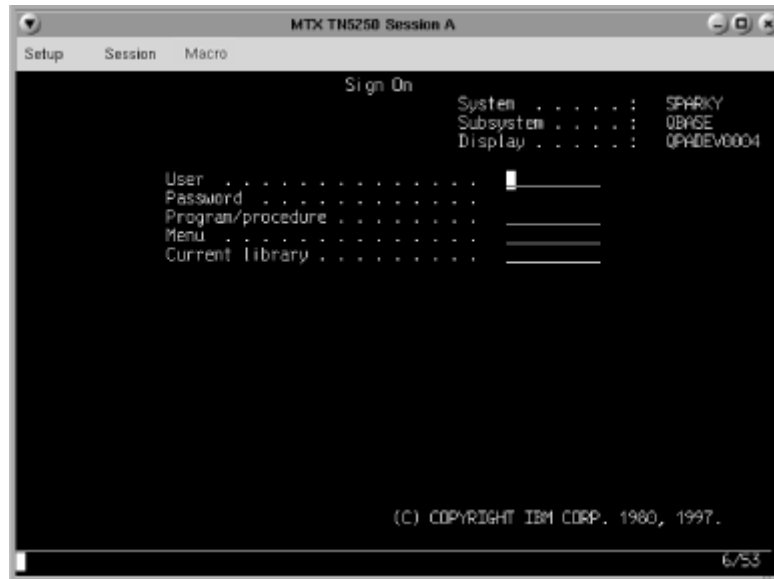 MTX TN5250 Session A
Setup Session Macro
Sign On
System . . . . . : SPARKY
Subsystem . . . . : QBASE
Display . . . . . : QPADEV0004
User . . . . . . . . . . . . . .
Password . . . . . . . . . . . .
Program/procedure . . . . . . . .
Menu . . . . . . . . . . . . . .
Current library . . . . . . . . .
(C) COPYRIGHT IBM CORP. 1980, 1997.
6/53